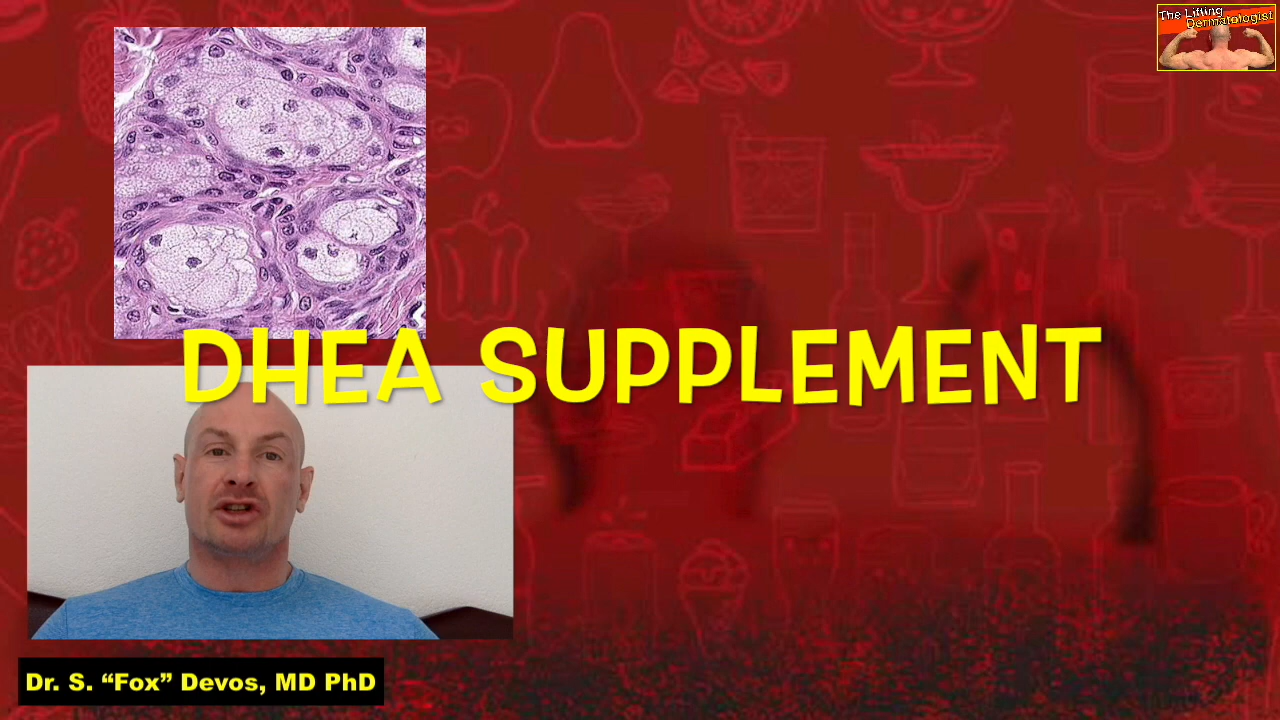 The Lifting
Dermatologist
DHEA SUPPLEMENT
Dr. S. “Fox” Devos, MD PhD